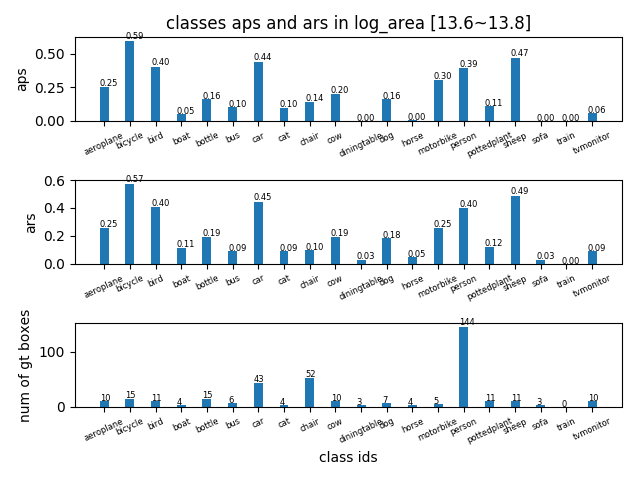 classes aps and ars in log_area [13.6~13.8]
aps
0.50
0.25
0.00
0.25 0.59 0.40 0.05 0.16 0.10 0.44 0.10 0.14 0.20 0.00 0.16 0.00 0.30 0.39 0.11 0.47 0.00 0.00 0.06
aeroplane bicycle bird boat bottle bus car cat chair cow diningtable dog horse motorbike person pottedplant sheep sofa train tvmonitor
ars
0.6
0.4
0.2
0.0
0.25 0.57 0.40 0.11 0.19 0.09 0.45 0.09 0.10 0.19 0.03 0.18 0.05 0.25 0.40 0.12 0.49 0.03 0.00 0.09
aeroplane bicycle bird boat bottle bus car cat chair cow diningtable dog horse motorbike person pottedplant sheep sofa train tvmonitor
num of gt boxes
100
0
10 15 11 4 15 6 43 4 52 10 3 7 4 5 144 11 11 3 0 10
aeroplane bicycle bird boat bottle bus car cat chair cow diningtable dog horse motorbike person pottedplant sheep sofa train tvmonitor
class ids